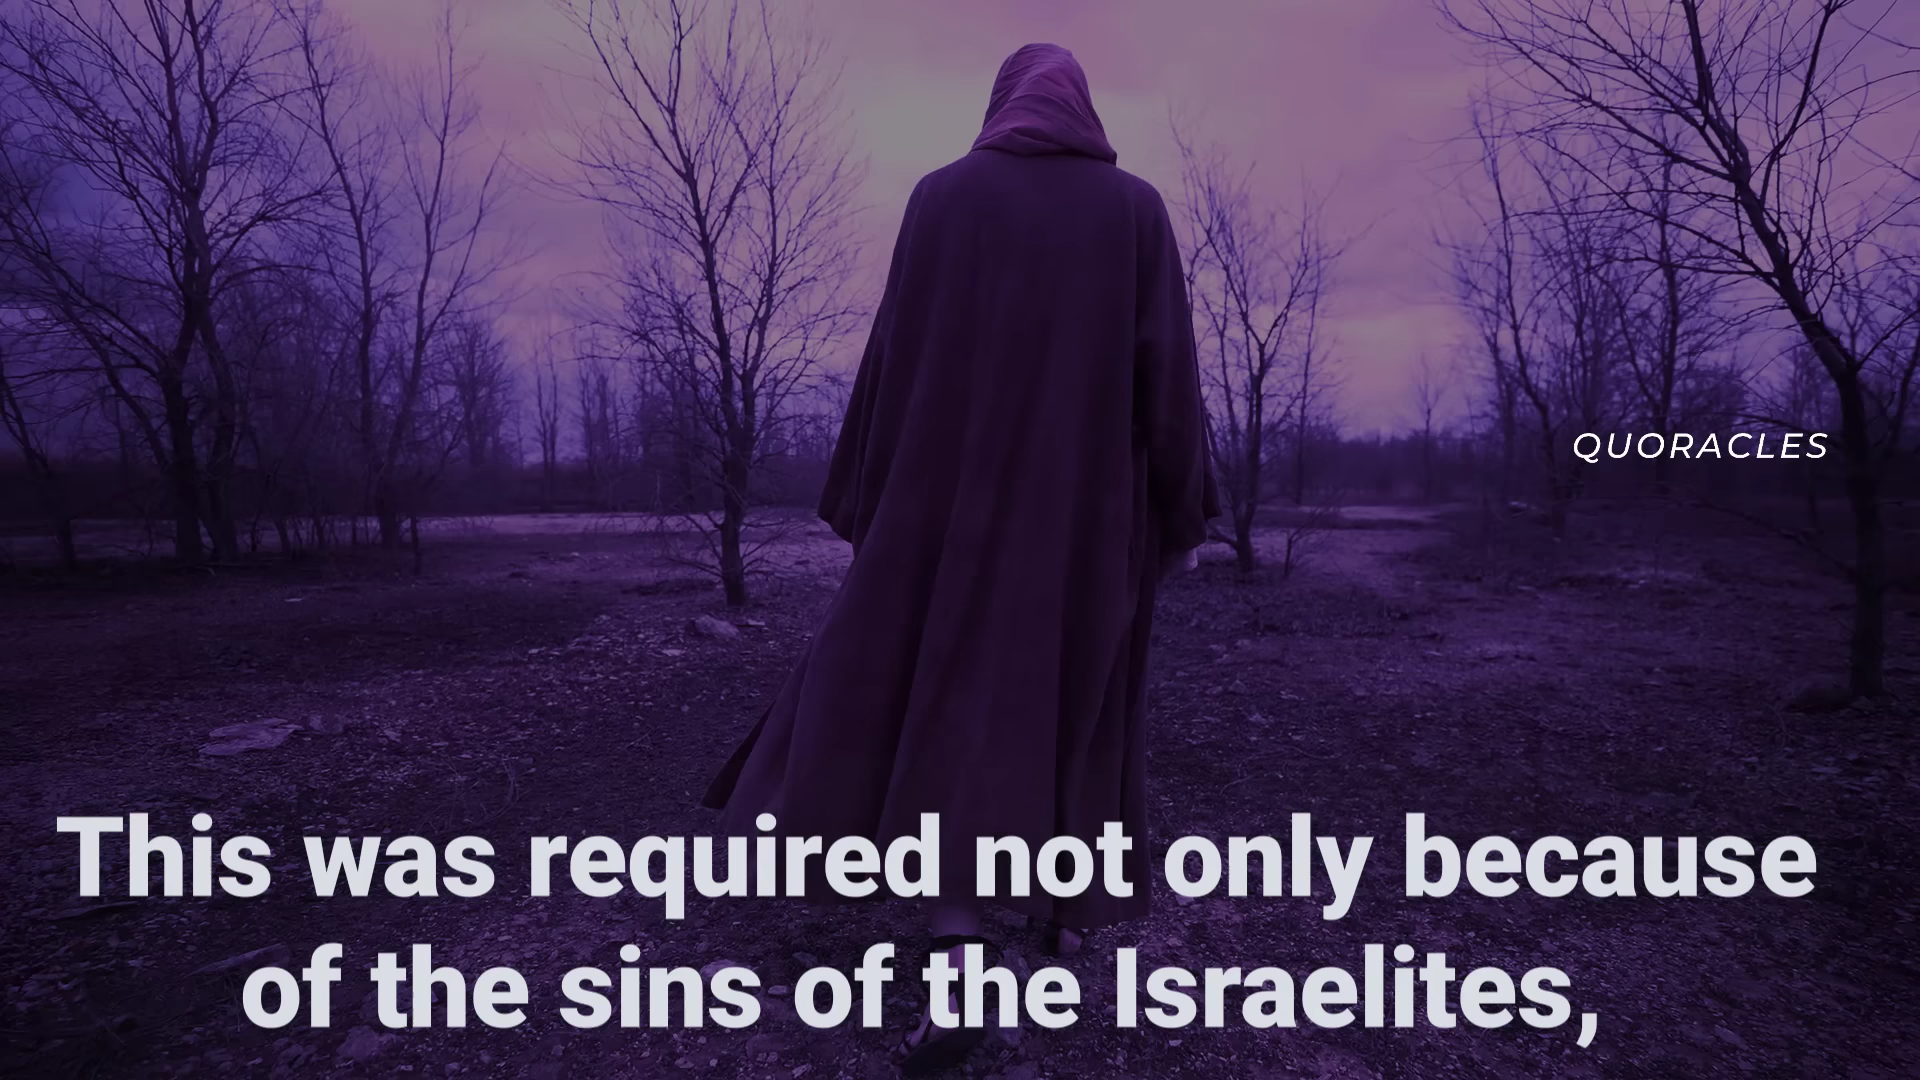 QUORACLES
This was required not only because
of the sins of the Israelites,